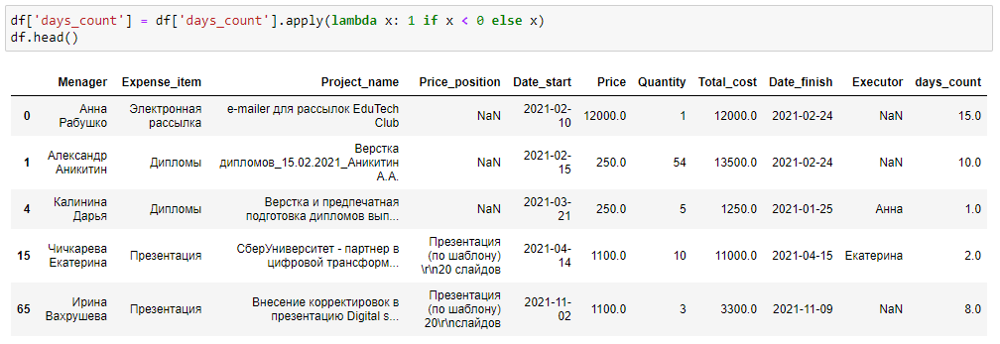 df['days_count'] = df['days_count'].apply(lambda x: 1 if x < 0 else x)
df.head()
Menager Expense_item Project_name Price_position Date_start Price Quantity Total_cost Date_finish Executor days_count
0 Анна Рабушко Электронная рассылка e-mailer для рассылок EduTech Club NaN 2021-02-10 12000.0 1 12000.0 2021-02-24 NaN 15.0
1 Александр Аникитин Дипломы Верстка дипломов_15.02.2021_Аникитин А.А. NaN 2021-02-15 250.0 54 13500.0 2021-02-24 NaN 10.0
4 Калинина Дарья Дипломы Верстка и предпечатная подготовка дипломов вып... NaN 2021-03-21 250.0 5 1250.0 2021-01-25 Анна 1.0
15 Чичкарева Екатерина Презентация СберУниверситет - партнер в цифровой трансформ... Презентация (по шаблону) \r\n20 слайдов 2021-04-14 1100.0 10 11000.0 2021-04-15 Екатерина 2.0
65 Ирина Вахрушева Презентация Внесение корректировок в презентацию Digital s... Презентация (по шаблону) 20\r\nслайдов 2021-11-02 1100.0 3 3300.0 2021-11-09 NaN 8.0